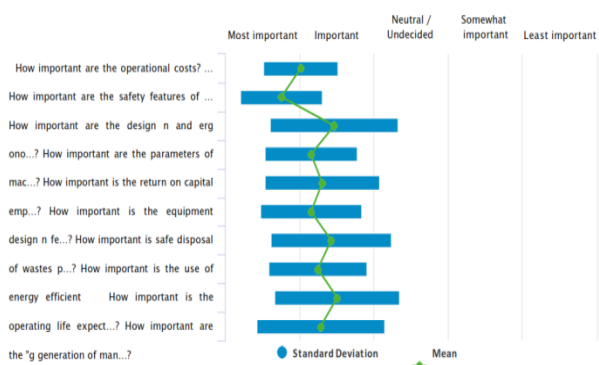 Neutral / Somewhat
Most important Important Undecided important Least important
How important are the operational costs? ...
How important are the safety features of ...
How important are the design n and erg
ono...? How important are the parameters of
mac...? How important is the return on capital
emp...? How important is the equipment
design n fe...? How important is safe disposal
of wastes p...? How important is the use of
energy efficient How important is the
operating life expect...? How important are
the "g generation of man...?
Standard Deviation Mean